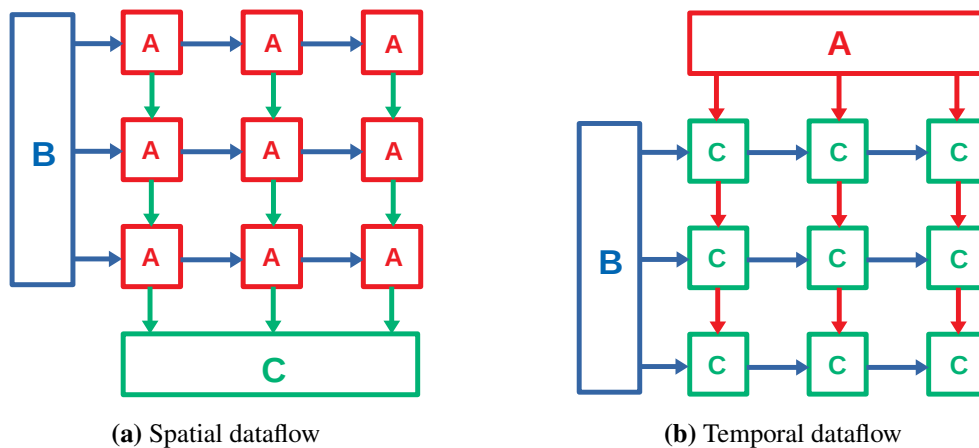 A A A
B
A A A
A A A
C
(a) Spatial dataflow
A
C C C
B
C C C
C C C
(b) Temporal dataflow